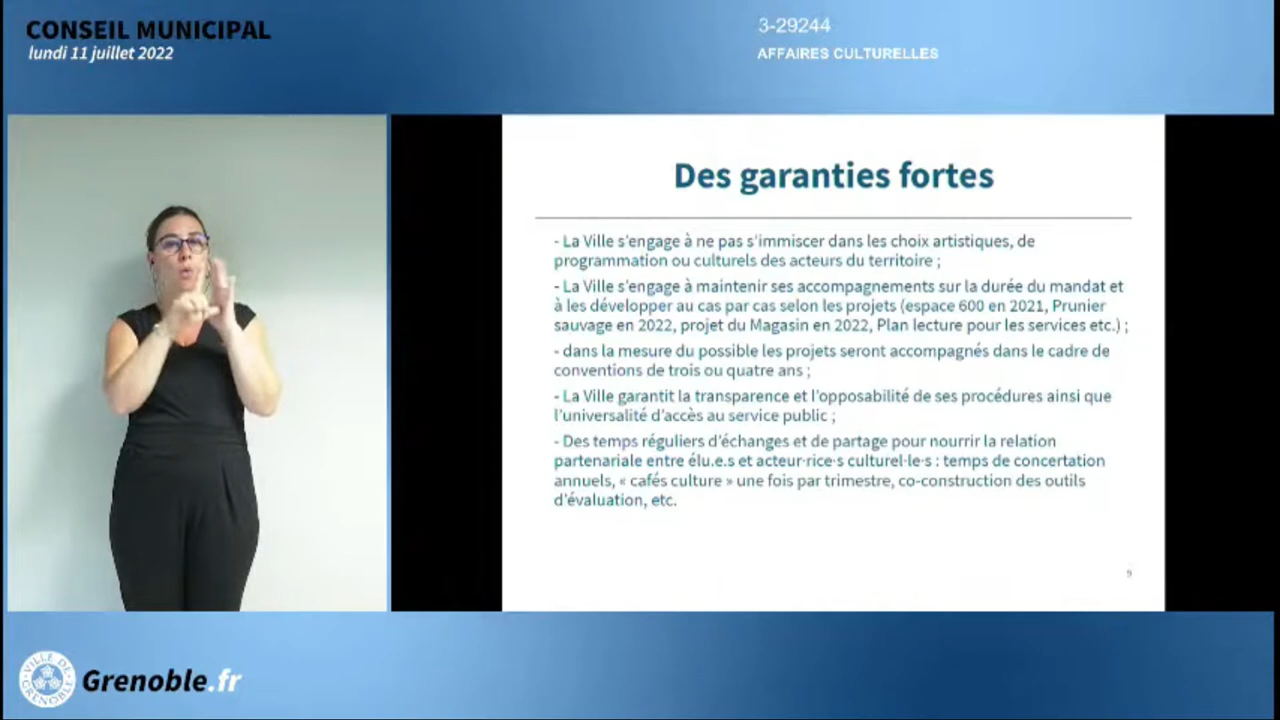 CONSEIL MUNICIPAL
lundi 11 juillet 2022
3-29244
AFFAIRES CULTURELLES
Des garanties fortes
- La Ville s'engage à ne pas s'immiscer dans les choix artistiques, de
programmation ou culturels des acteurs du territoire ;
- La Ville s'engage à maintenir ses accompagnements sur la durée du mandat et
à les développer au cas par cas selon les projets (espace 600 en 2021, Prunier
sauvage en 2022, projet du Magasin en 2022, Plan lecture pour les services etc.) ;
- dans la mesure du possible les projets seront accompagnés dans le cadre de
conventions de trois ou quatre ans ;
- La Ville garantit la transparence et l'opposabilité de ses procédures ainsi que
l'universalité d'accès au service public ;
- Des temps réguliers d'échanges et de partage pour nourrir la relation
partenariale entre élu.e.s et acteur·rice·s culturel·le·s : temps de concertation
annuels, « cafés culture » une fois par trimestre, co-construction des outils
d'évaluation, etc.
9
VILLE DE GRENOBLE
Grenoble.fr